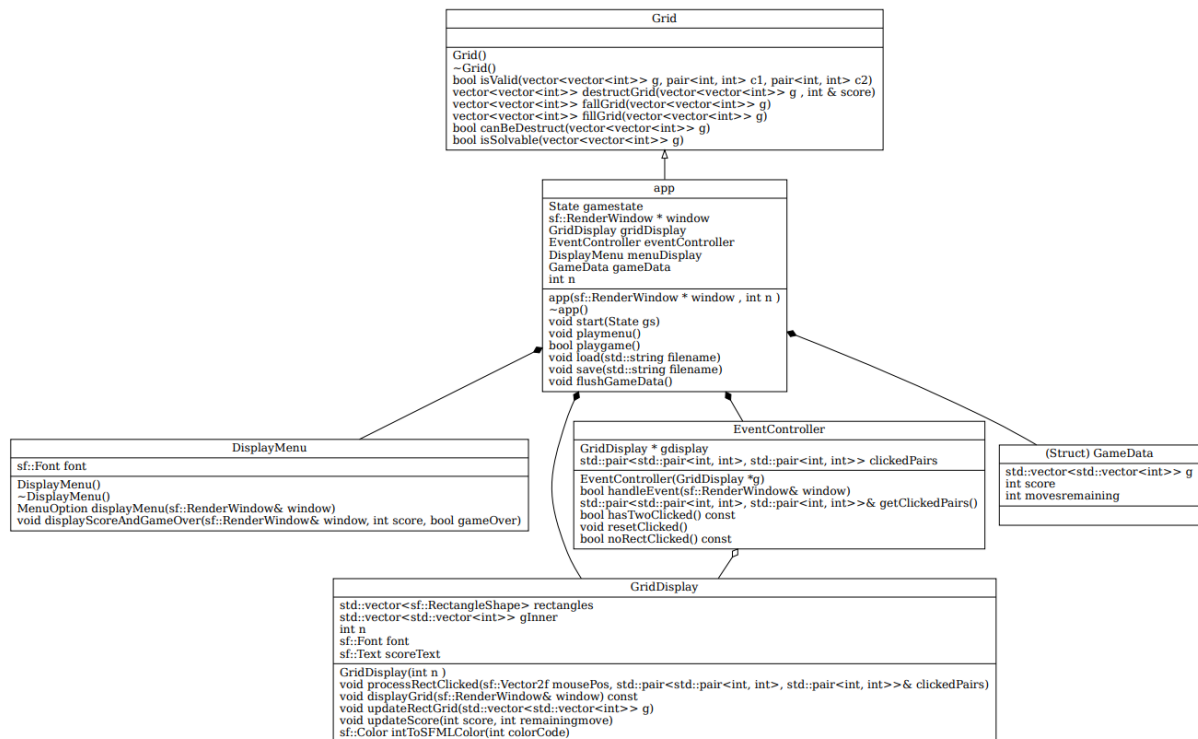 Grid
Grid()
~Grid()
bool isValid(vector<vector<int>> g, pair<int, int> c1, pair<int, int> c2)
vector<vector<int>> destructGrid(vector<vector<int>> g , int & score)
vector<vector<int>> fallGrid(vector<vector<int>> g)
vector<vector<int>> fillGrid(vector<vector<int>> g)
bool canBeDestruct(vector<vector<int>> g)
bool isSolvable(vector<vector<int>> g)
app
State gamestate
sf::RenderWindow * window
GridDisplay gridDisplay
EventController eventController
DisplayMenu menuDisplay
GameData gameData
int n
app(sf::RenderWindow * window , int n )
~app()
void start(State gs)
void playmenu()
bool playgame()
void load(std::string filename)
void save(std::string filename)
void flushGameData()
DisplayMenu
sf::Font font
DisplayMenu()
~DisplayMenu()
MenuOption displayMenu(sf::RenderWindow& window)
void displayScoreAndGameOver(sf::RenderWindow& window, int score, bool gameOver)
EventController
GridDisplay * gdisplay
std::pair<std::pair<int, int>, std::pair<int, int>> clickedPairs
EventController(GridDisplay *g)
bool handleEvent(sf::RenderWindow& window)
std::pair<std::pair<int, int>, std::pair<int, int>>& getClickedPairs()
bool hasTwoClicked() const
void resetClicked()
bool noRectClicked() const
(Struct) GameData
std::vector<std::vector<int>> g
int score
int movesremaining
GridDisplay
std::vector<sf::RectangleShape> rectangles
std::vector<std::vector<int>> gInner
int n
sf::Font font
sf::Text scoreText
GridDisplay(int n )
void processRectClicked(sf::Vector2f mousePos, std::pair<std::pair<int, int>, std::pair<int, int>>& clickedPairs)
void displayGrid(sf::RenderWindow& window) const
void updateRectGrid(std::vector<std::vector<int>> g)
void updateScore(int score, int remainingmove)
sf::Color intToSFMLColor(int colorCode)